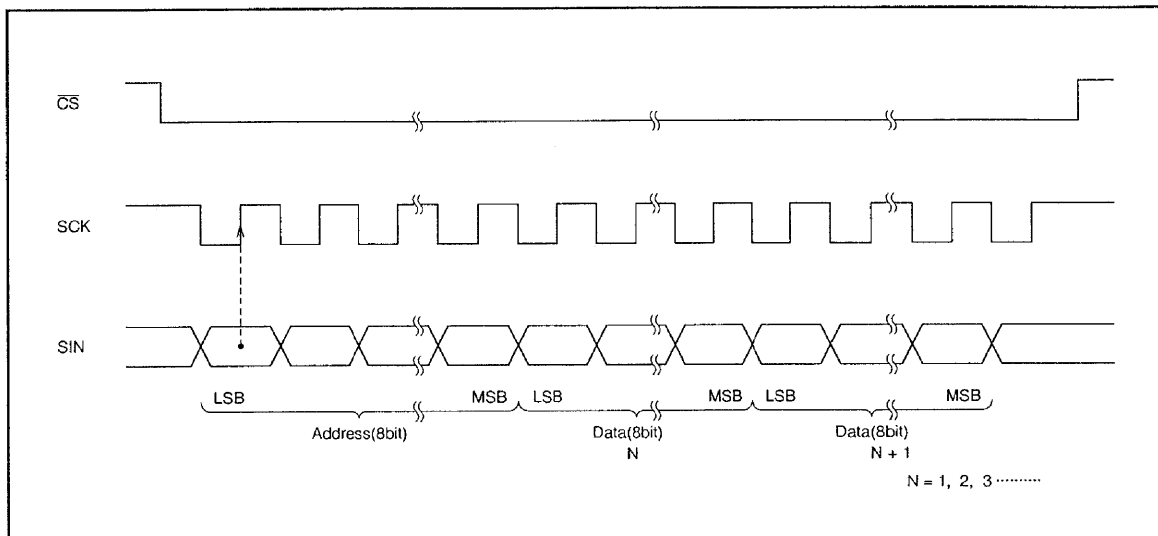 CS
SCK
SIN
LSB MSB LSB MSB LSB MSB
Address(8bit) Data(8bit) Data(8bit)
N N + 1
N = 1, 2, 3 ··········